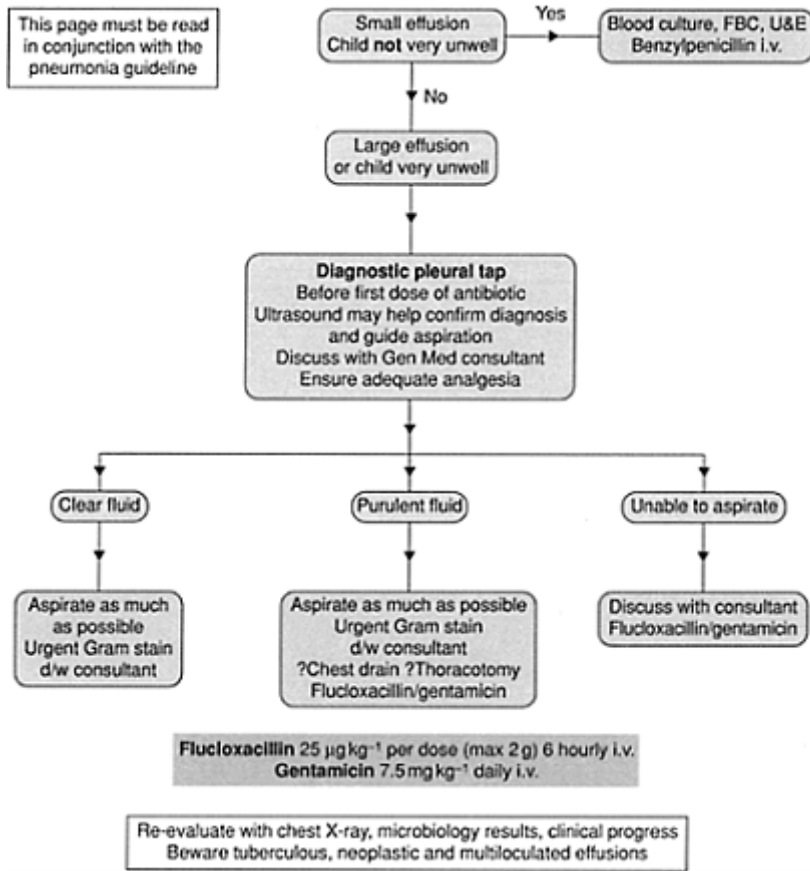 This page must be read
in conjunction with the
pneumonia guideline
Small effusion
Child not very unwell
Yes
Blood culture, FBC, U&E
Benzylpenicillin i.v.
No
Large effusion
or child very unwell
Diagnostic pleural tap
Before first dose of antibiotic
Ultrasound may help confirm diagnosis
and guide aspiration
Discuss with Gen Med consultant
Ensure adequate analgesia
Clear fluid
Purulent fluid
Unable to aspirate
Aspirate as much
as possible
Urgent Gram stain
d/w consultant
Aspirate as much as possible
Urgent Gram stain
d/w consultant
?Chest drain ?Thoracotomy
Flucloxacillin/gentamicin
Discuss with consultant
Flucloxacillin/gentamicin
Flucloxacillin 25 µg kg⁻¹ per dose (max 2 g) 6 hourly i.v.
Gentamicin 7.5 mg kg⁻¹ daily i.v.
Re-evaluate with chest X-ray, microbiology results, clinical progress
Beware tuberculous, neoplastic and multiloculated effusions